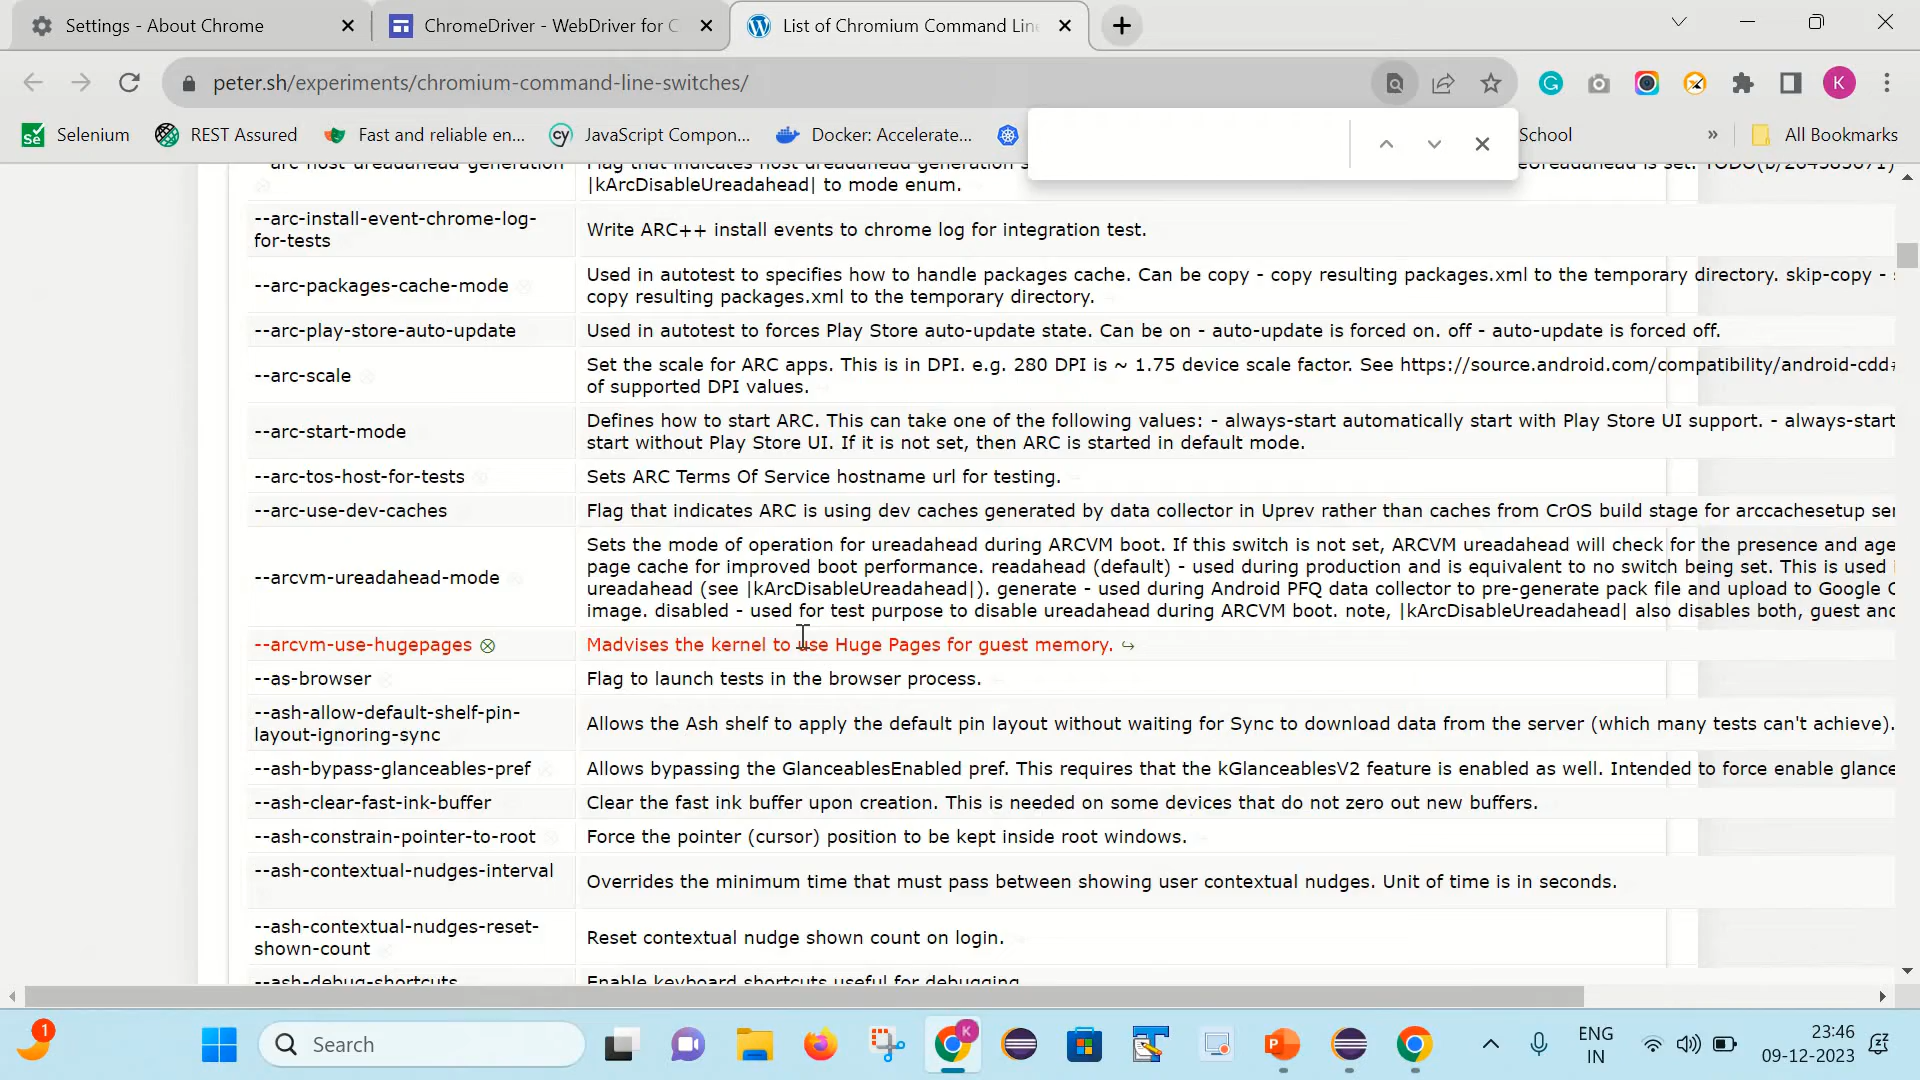 Settings - About Chrome
ChromeDriver - WebDriver for C
List of Chromium Command Line
peter.sh/experiments/chromium-command-line-switches/
K
Selenium
REST Assured
Fast and reliable en...
JavaScript Compon...
Docker: Accelerate...
School
»
All Bookmarks
|kArcDisableUreadahead| to mode enum.
--arc-install-event-chrome-log-
for-tests
Write ARC++ install events to chrome log for integration test.
--arc-packages-cache-mode
Used in autotest to specifies how to handle packages cache. Can be copy - copy resulting packages.xml to the temporary directory. skip-copy -
copy resulting packages.xml to the temporary directory.
--arc-play-store-auto-update
Used in autotest to forces Play Store auto-update state. Can be on - auto-update is forced on. off - auto-update is forced off.
--arc-scale
Set the scale for ARC apps. This is in DPI. e.g. 280 DPI is ~ 1.75 device scale factor. See https://source.android.com/compatibility/android-cdd#
of supported DPI values.
--arc-start-mode
Defines how to start ARC. This can take one of the following values: - always-start automatically start with Play Store UI support. - always-start
start without Play Store UI. If it is not set, then ARC is started in default mode.
--arc-tos-host-for-tests
Sets ARC Terms Of Service hostname url for testing.
--arc-use-dev-caches
Flag that indicates ARC is using dev caches generated by data collector in Uprev rather than caches from CrOS build stage for arccachesetup se
--arcvm-ureadahead-mode
Sets the mode of operation for ureadahead during ARCVM boot. If this switch is not set, ARCVM ureadahead will check for the presence and age
page cache for improved boot performance. readahead (default) - used during production and is equivalent to no switch being set. This is used i
ureadahead (see |kArcDisableUreadahead|). generate - used during Android PFQ data collector to pre-generate pack file and upload to Google C
image. disabled - used for test purpose to disable ureadahead during ARCVM boot. note, |kArcDisableUreadahead| also disables both, guest and
--arcvm-use-hugepages
Madvises the kernel to use Huge Pages for guest memory. ↪
--as-browser
Flag to launch tests in the browser process.
--ash-allow-default-shelf-pin-
layout-ignoring-sync
Allows the Ash shelf to apply the default pin layout without waiting for Sync to download data from the server (which many tests can't achieve).
--ash-bypass-glanceables-pref
Allows bypassing the GlanceablesEnabled pref. This requires that the kGlanceablesV2 feature is enabled as well. Intended to force enable glance
--ash-clear-fast-ink-buffer
Clear the fast ink buffer upon creation. This is needed on some devices that do not zero out new buffers.
--ash-constrain-pointer-to-root
Force the pointer (cursor) position to be kept inside root windows.
--ash-contextual-nudges-interval
Overrides the minimum time that must pass between showing user contextual nudges. Unit of time is in seconds.
--ash-contextual-nudges-reset-
shown-count
Reset contextual nudge shown count on login.
--ash-debug-shortcuts
Enable keyboard shortcuts useful for debugging.
1
Search
K
ENG
IN
23:46
09-12-2023